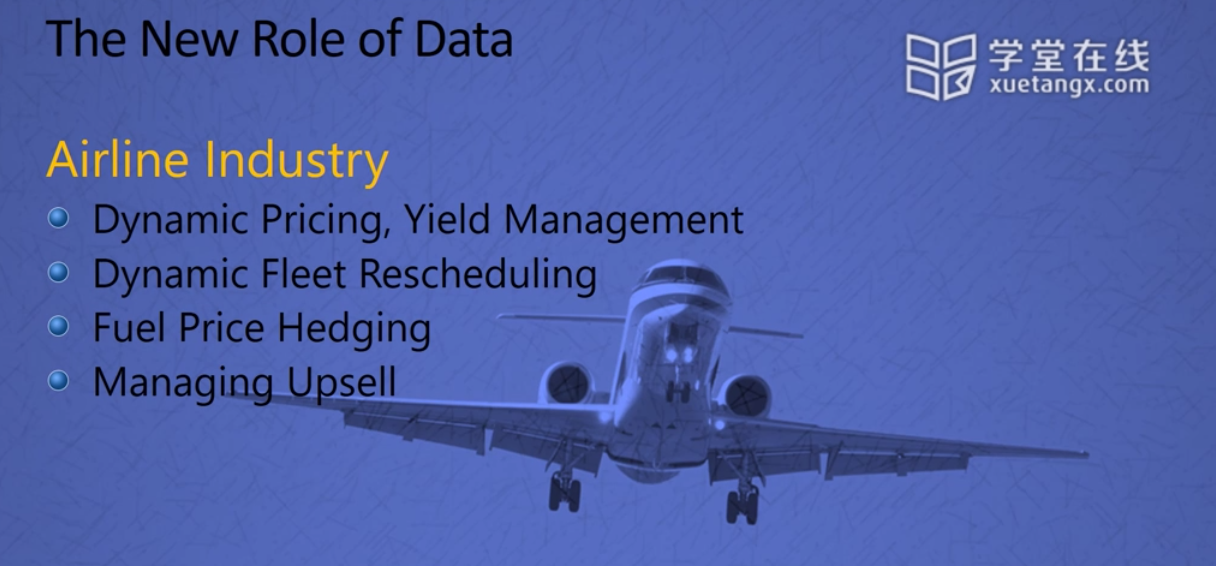 The New Role of Data
学堂在线
xuetangx.com
Airline Industry
Dynamic Pricing, Yield Management
Dynamic Fleet Rescheduling
Fuel Price Hedging
Managing Upsell